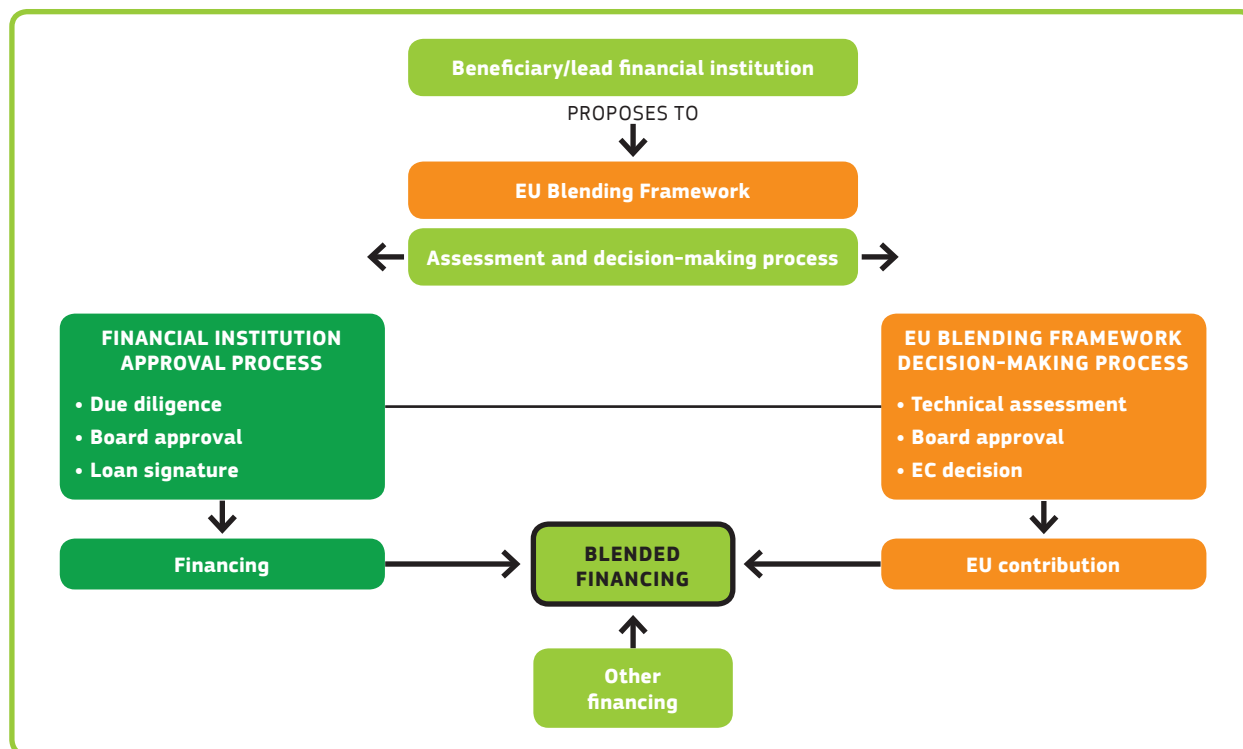 Beneficiary/lead financial institution
PROPOSES TO
EU Blending Framework
Assessment and decision-making process
FINANCIAL INSTITUTION
APPROVAL PROCESS
• Due diligence
• Board approval
• Loan signature
EU BLENDING FRAMEWORK
DECISION-MAKING PROCESS
• Technical assessment
• Board approval
• EC decision
Financing
BLENDED
FINANCING
EU contribution
Other
financing